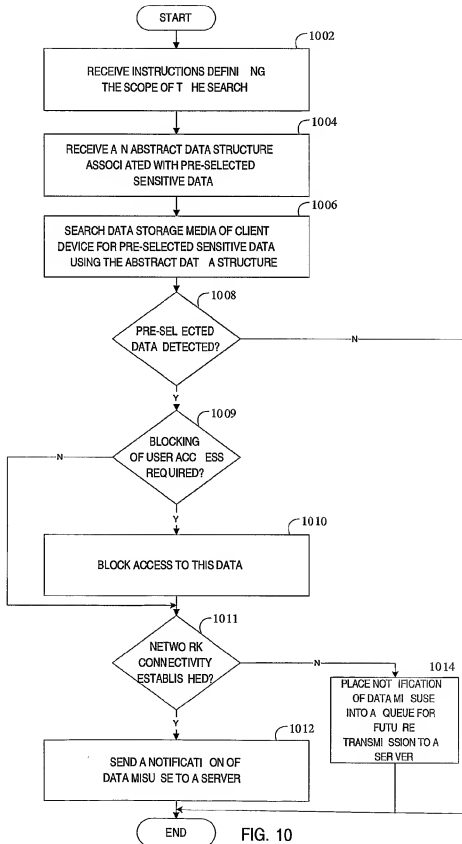 START
1002
RECEIVE INSTRUCTIONS DEFINI NG
THE SCOPE OF T HE SEARCH
1004
RECEIVE A N ABSTRACT DATA STRUCTURE
ASSOCI ATED WITH PRE-SELECTED
SENSITIVE DATA
1006
SEARCH DATA STORAGE MEDIA OF CLIENT
DEVICE FOR PRE-SELECTED SENSITIVE DATA
USING THE ABSTRACT DAT A STRUCTURE
1008
PRE-SEL ECTED
DATA DETECTED?
N
Y
1009
BLOCKING
OF USER ACC ESS
REQUIRED?
N
Y
1010
BLOCK ACCESS TO THIS DATA
1011
NETWO RK
CONNECTIVITY
ESTABLIS HED?
N
Y
1014
PLACE NOT IFICATION
OF DATA MI SUSE
INTO A QUEUE FOR
FUTU RE
TRANSMI SSION TO A
SER VER
1012
SEND A NOTIFICATI ON OF
DATA MISU SE TO A SERVER
END
FIG. 10